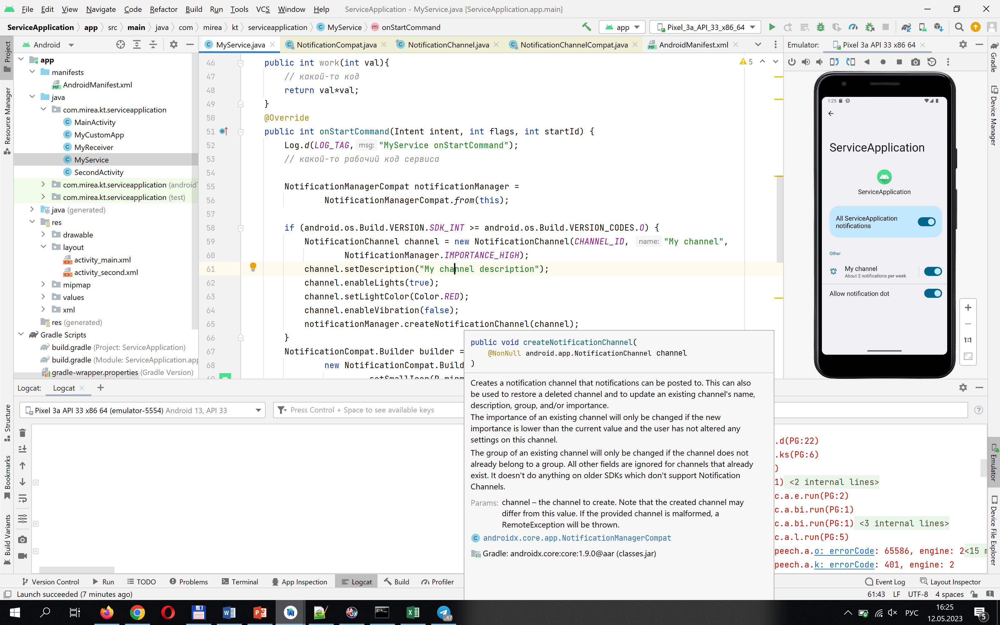 File Edit View Navigate Code Refactor Build Run Tools VCS Window Help ServiceApplication - MyService.java [ServiceApplication.app.main]
ServiceApplication app src main java com mirea kt serviceapplication MyService onStartCommand app Pixel_3a_API_33_x86_64
Android MyService.java NotificationCompat.java NotificationChannel.java NotificationChannelCompat.java AndroidManifest.xml Emulator: Pixel 3a API 33 x86 64
Project
Resource Manager
Structure
Bookmarks
Build Variants
app
manifests
AndroidManifest.xml
java
com.mirea.kt.serviceapplication
MainActivity
MyCustomApp
MyReceiver
MyService
SecondActivity
com.mirea.kt.serviceapplication (android
com.mirea.kt.serviceapplication (test)
java (generated)
res
drawable
layout
activity_main.xml
activity_second.xml
mipmap
values
xml
res (generated)
Gradle Scripts
build.gradle (Project: ServiceApplication)
build.gradle (Module: ServiceApplication.app
gradle-wrapper.properties (Gradle Version)
5
46 public int work(int val){
47 // какой-то код
48 return val*val;
49 }
50 @Override
51 public int onStartCommand(Intent intent, int flags, int startId) {
52 Log.d(LOG_TAG, msg: "MyService onStartCommand");
53 // какой-то рабочий код сервиса
54
55 NotificationManagerCompat notificationManager =
56 NotificationManagerCompat.from(this);
57
58 if (android.os.Build.VERSION.SDK_INT >= android.os.Build.VERSION_CODES.O) {
59 NotificationChannel channel = new NotificationChannel(CHANNEL_ID, name: "My channel",
60 NotificationManager.IMPORTANCE_HIGH);
61 channel.setDescription("My channel description");
62 channel.enableLights(true);
63 channel.setLightColor(Color.RED);
64 channel.enableVibration(false);
65 notificationManager.createNotificationChannel(channel);
66 }
67 NotificationCompat.Builder builder =
68 new NotificationCompat.Build
public void createNotificationChannel(
@NonNull android.app.NotificationChannel channel
)
Creates a notification channel that notifications can be posted to. This can also
be used to restore a deleted channel and to update an existing channel's name,
description, group, and/or importance.
The importance of an existing channel will only be changed if the new
importance is lower than the current value and the user has not altered any
settings on this channel.
The group of an existing channel will only be changed if the channel does not
already belong to a group. All other fields are ignored for channels that already
exist. It doesn't do anything on older SDKs which don't support Notification
Channels.
Params: channel – the channel to create. Note that the created channel may
differ from this value. If the provided channel is malformed, a
RemoteException will be thrown.
androidx.core.app.NotificationManagerCompat
Gradle: androidx.core:core:1.9.0@aar (classes.jar)
1:25
ServiceApplication
ServiceApplication
All ServiceApplication
notifications
Other
My channel
About 2 notifications per week
Allow notification dot
1:1
Gradle
Device Manager
Emulator
Device File Explorer
Logcat: Logcat
Pixel 3a API 33 x86 64 (emulator-5554) Android 13, API 33 Press Control + Space to see available keys
.d(PG:22)
.ks(PG:6)
)
1) <2 internal lines>
c.a.e.run(PG:2)
c.a.bi.run(PG:1)
c.a.bi.run(PG:1) <3 internal lines>
c.a.l.run(PG:5)
peech.a.o: errorCode: 65586, engine: 2<15 m
peech.a.k: errorCode: 401, engine: 2
Version Control Run TODO Problems Terminal App Inspection Logcat Build Profiler Event Log Layout Inspector
Launch succeeded (7 minutes ago) 61:43 LF UTF-8 4 spaces
..47 РУС 16:25
12.05.2023 5